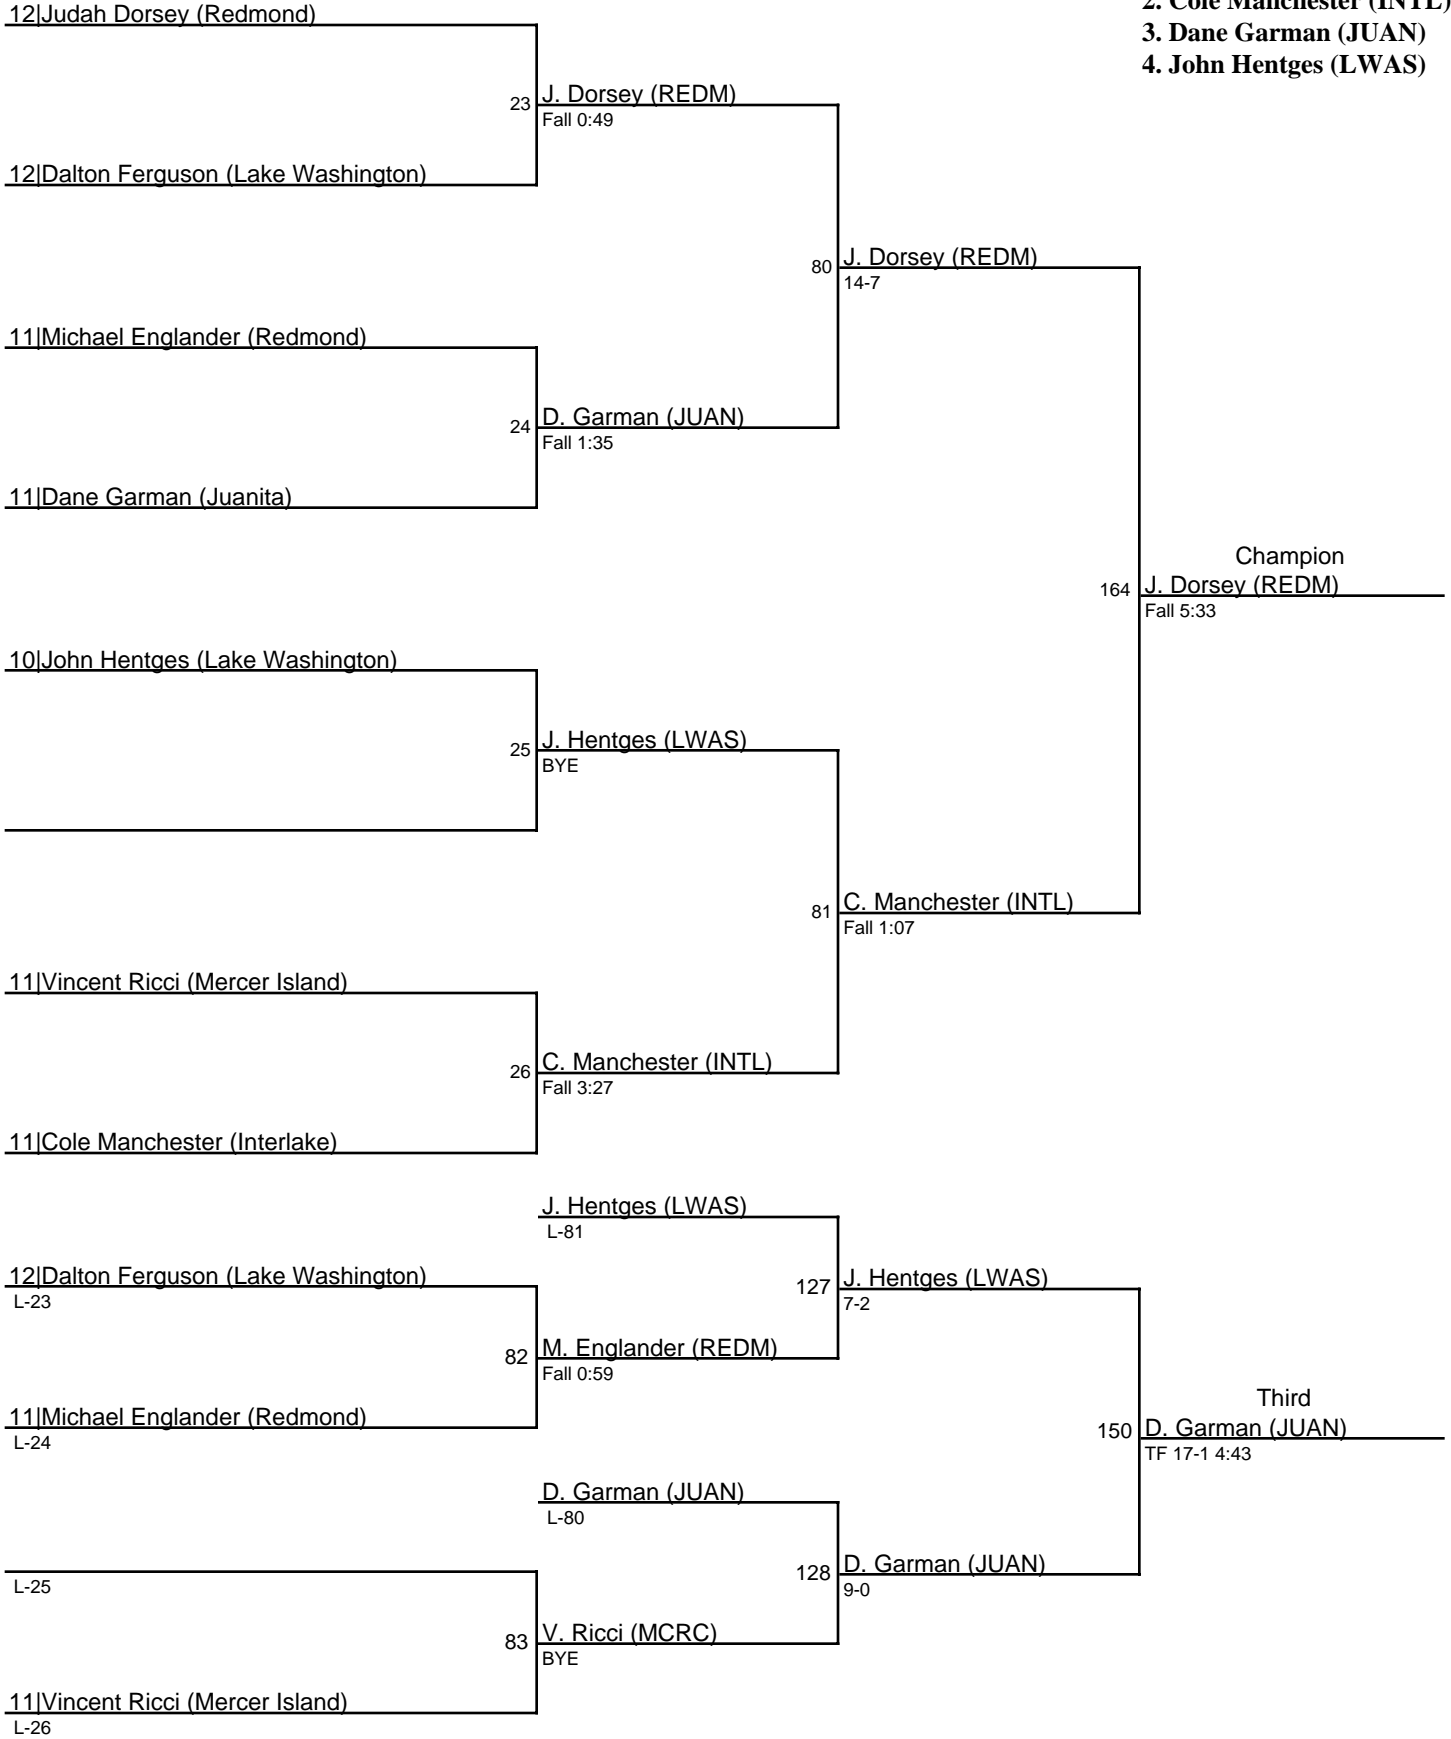 12|Judah Dorsey (Redmond)
2. Cole Manchester (INTL)
3. Dane Garman (JUAN)
4. John Hentges (LWAS)
23
J. Dorsey (REDM)
Fall 0:49
12|Dalton Ferguson (Lake Washington)
80
J. Dorsey (REDM)
14-7
11|Michael Englander (Redmond)
24
D. Garman (JUAN)
Fall 1:35
11|Dane Garman (Juanita)
Champion
164
J. Dorsey (REDM)
Fall 5:33
10|John Hentges (Lake Washington)
25
J. Hentges (LWAS)
BYE
81
C. Manchester (INTL)
Fall 1:07
11|Vincent Ricci (Mercer Island)
26
C. Manchester (INTL)
Fall 3:27
11|Cole Manchester (Interlake)
J. Hentges (LWAS)
L-81
12|Dalton Ferguson (Lake Washington)
L-23
127
J. Hentges (LWAS)
7-2
82
M. Englander (REDM)
Fall 0:59
11|Michael Englander (Redmond)
L-24
Third
150
D. Garman (JUAN)
TF 17-1 4:43
D. Garman (JUAN)
L-80
L-25
128
D. Garman (JUAN)
9-0
83
V. Ricci (MCRC)
BYE
11|Vincent Ricci (Mercer Island)
L-26